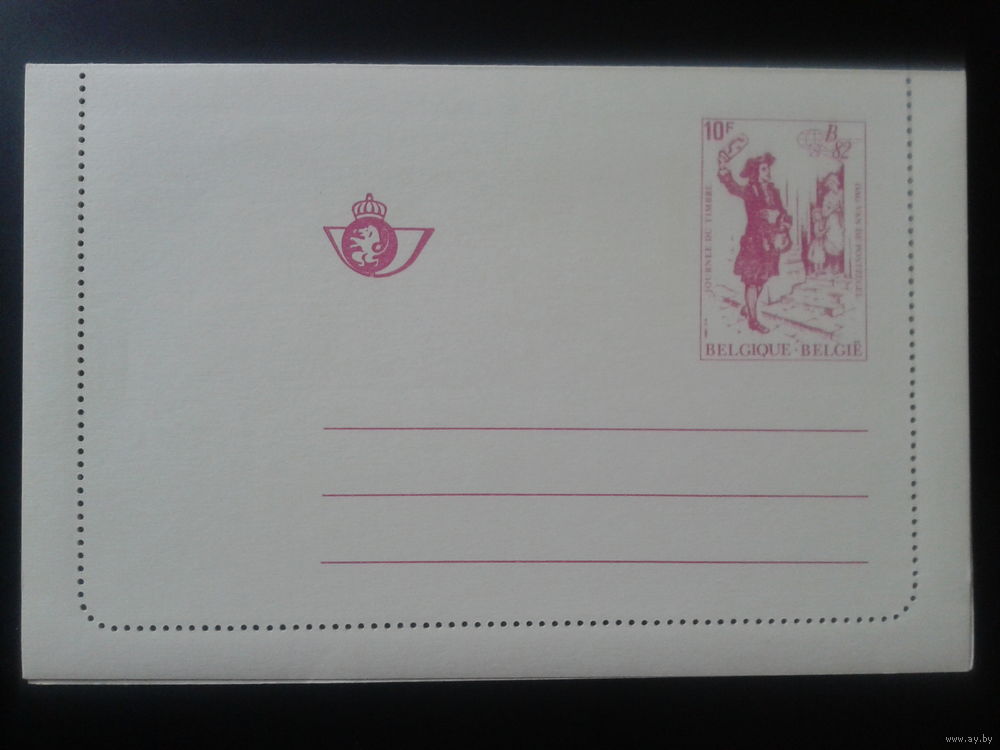 10F
B
82
JOURNÉE DU TIMBRE
DAG VAN DE POSTZEGEL
BELGIQUE · BELGIË
www.ay.by